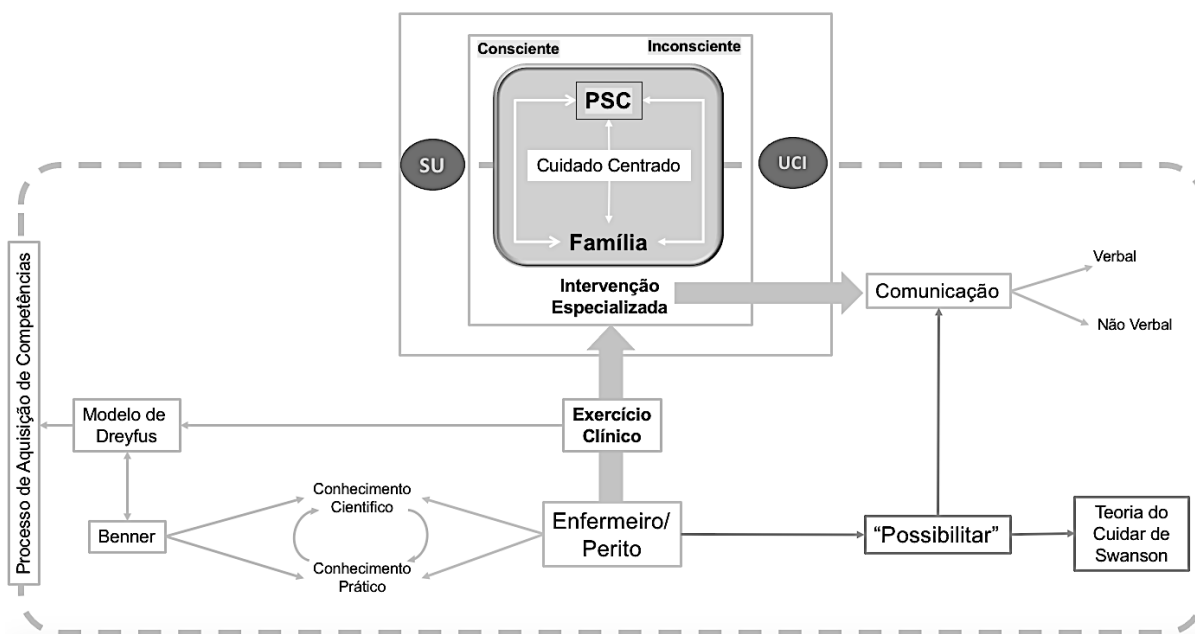 Consciente
Inconsciente
PSC
SU
Cuidado Centrado
UCI
Família
Intervenção
Especializada
Comunicação
Verbal
Não Verbal
Processo de Aquisição de Competências
Modelo de
Dreyfus
Exercício
Clínico
Conhecimento
Científico
Benner
Conhecimento
Prático
Enfermeiro/
Perito
“Possibilitar”
Teoria do
Cuidar de
Swanson